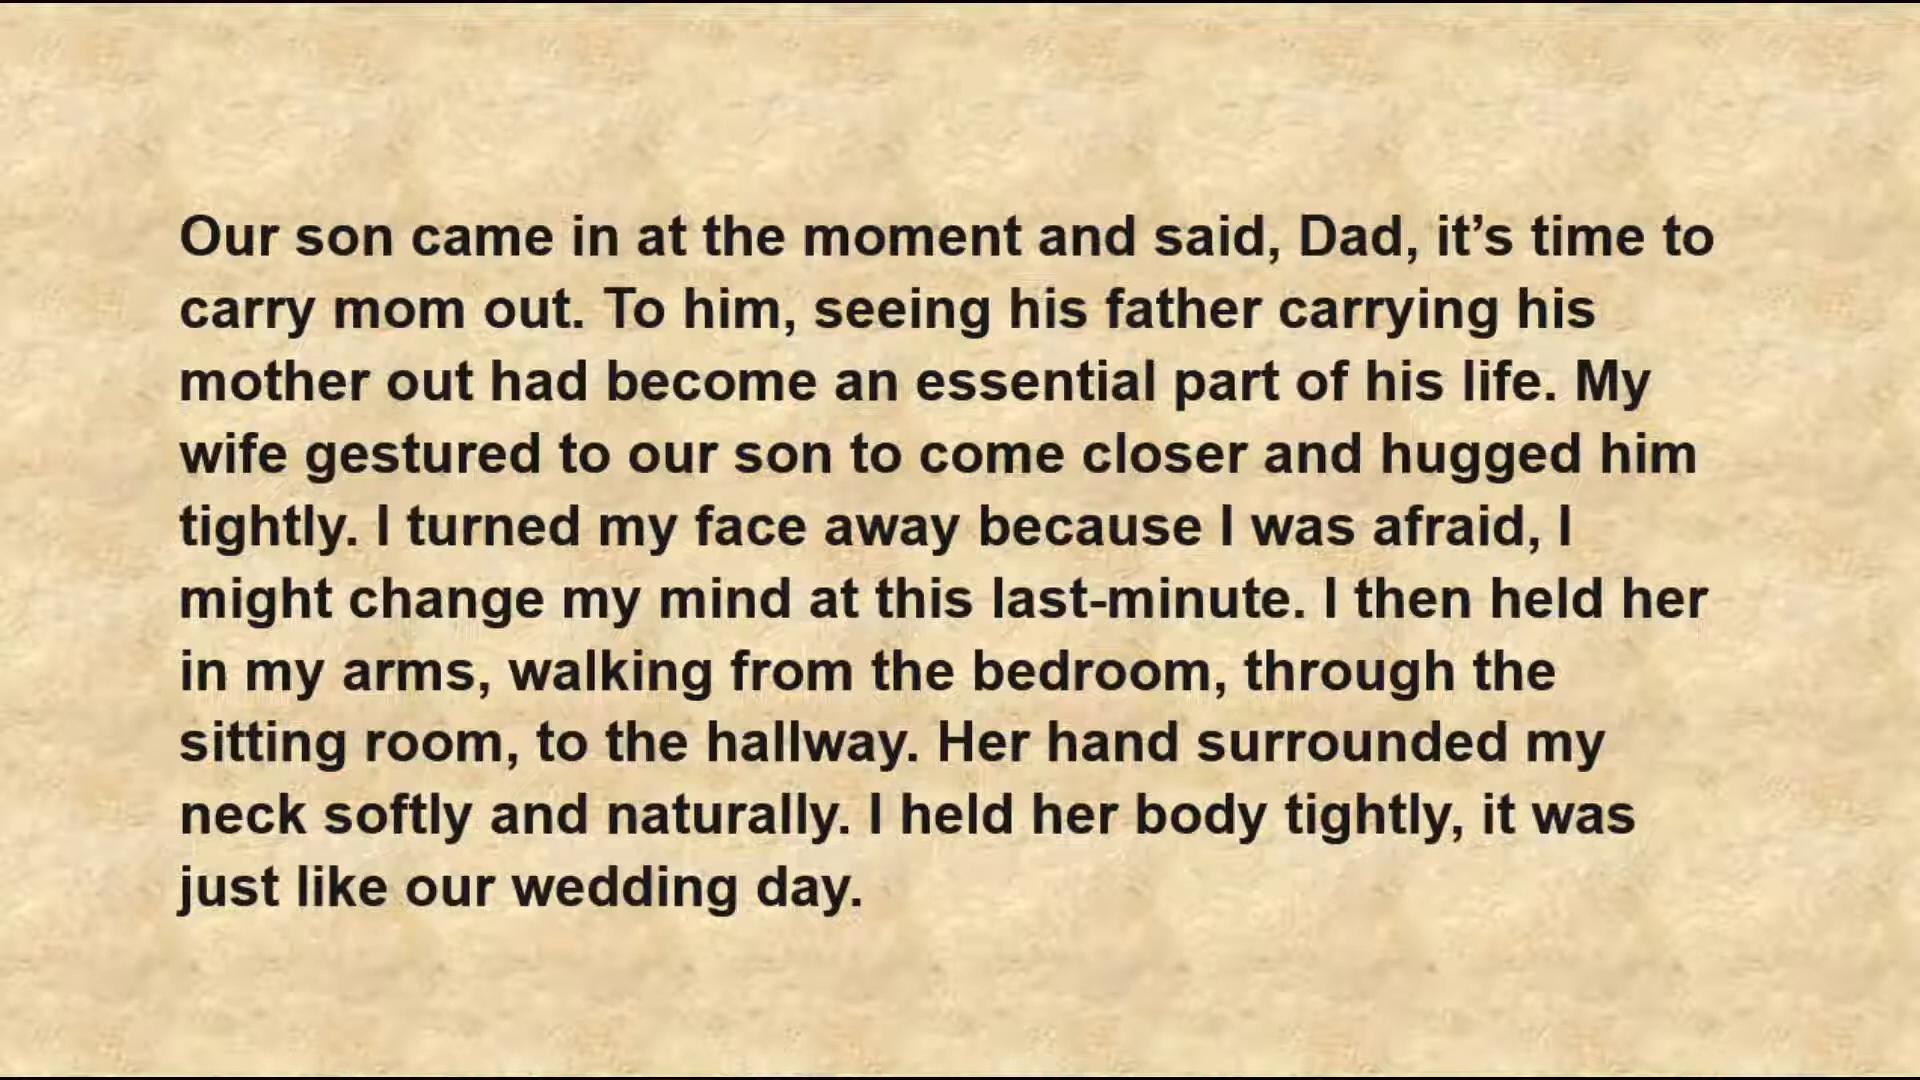 Our son came in at the moment and said, Dad, it’s time to
carry mom out. To him, seeing his father carrying his
mother out had become an essential part of his life. My
wife gestured to our son to come closer and hugged him
tightly. I turned my face away because I was afraid, I
might change my mind at this last-minute. I then held her
in my arms, walking from the bedroom, through the
sitting room, to the hallway. Her hand surrounded my
neck softly and naturally. I held her body tightly, it was
just like our wedding day.